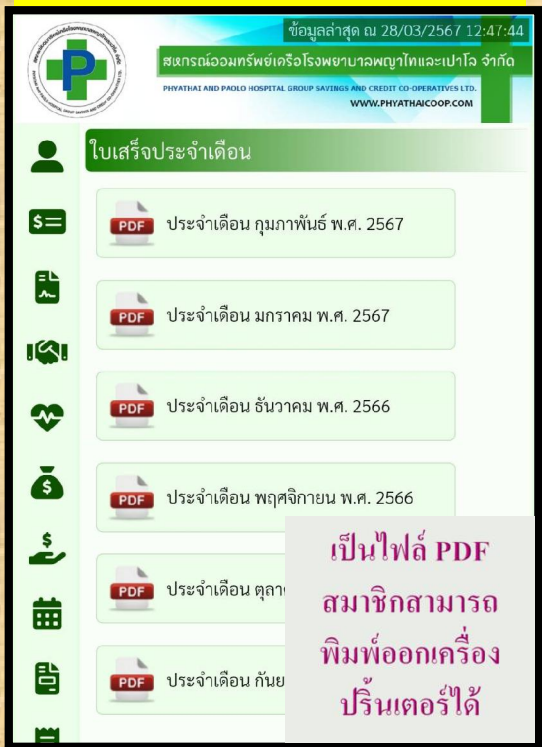 ข้อมูลล่าสุด ณ 28/03/2567 12:47:44
สหกรณ์ออมทรัพย์เครือโรงพยาบาลพญาไทและเปาโล จำกัด
PHYATHAI AND PAOLO HOSPITAL GROUP SAVINGS AND CREDIT CO-OPERATIVES LTD.
WWW.PHYATHAICOOP.COM
P
ใบเสร็จประจำเดือน
$
PDF ประจำเดือน กุมภาพันธ์ พ.ศ. 2567
PDF ประจำเดือน มกราคม พ.ศ. 2567
PDF ประจำเดือน ธันวาคม พ.ศ. 2566
$
PDF ประจำเดือน พฤศจิกายน พ.ศ. 2566
$
PDF ประจำเดือน
PDF ประจำเดือน
เป็นไฟล์ PDF
สมาชิกสามารถ
พิมพ์ออกเครื่อง
ปริ้นเตอร์ได้